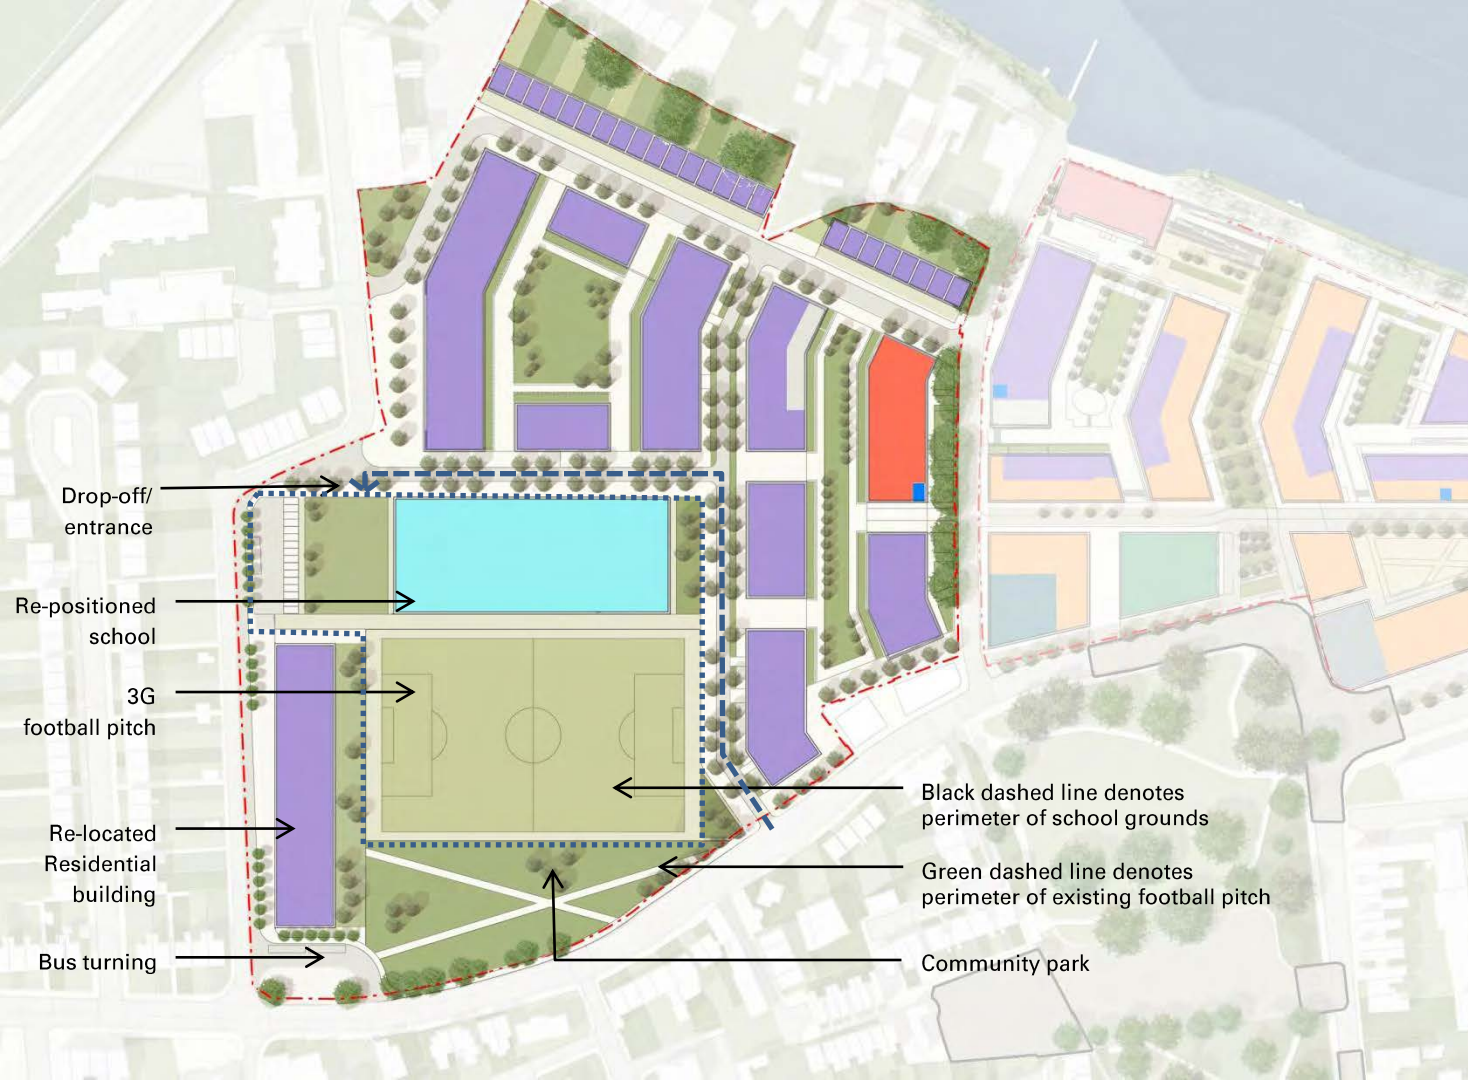 Drop-off/
entrance
Re-positioned
school
3G
football pitch
Re-located
Residential
building
Bus turning
Black dashed line denotes
perimeter of school grounds
Green dashed line denotes
perimeter of existing football pitch
Community park